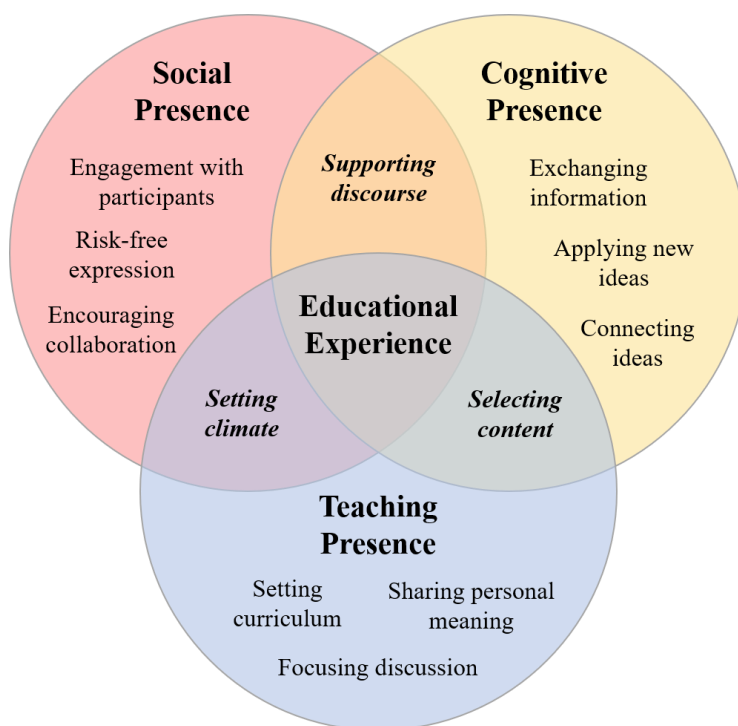 Social
Presence
Engagement with
participants
Risk-free
expression
Encouraging
collaboration
Supporting
discourse
Cognitive
Presence
Exchanging
information
Applying new
ideas
Connecting
ideas
Educational
Experience
Setting
climate
Selecting
content
Teaching
Presence
Setting
curriculum
Sharing personal
meaning
Focusing discussion